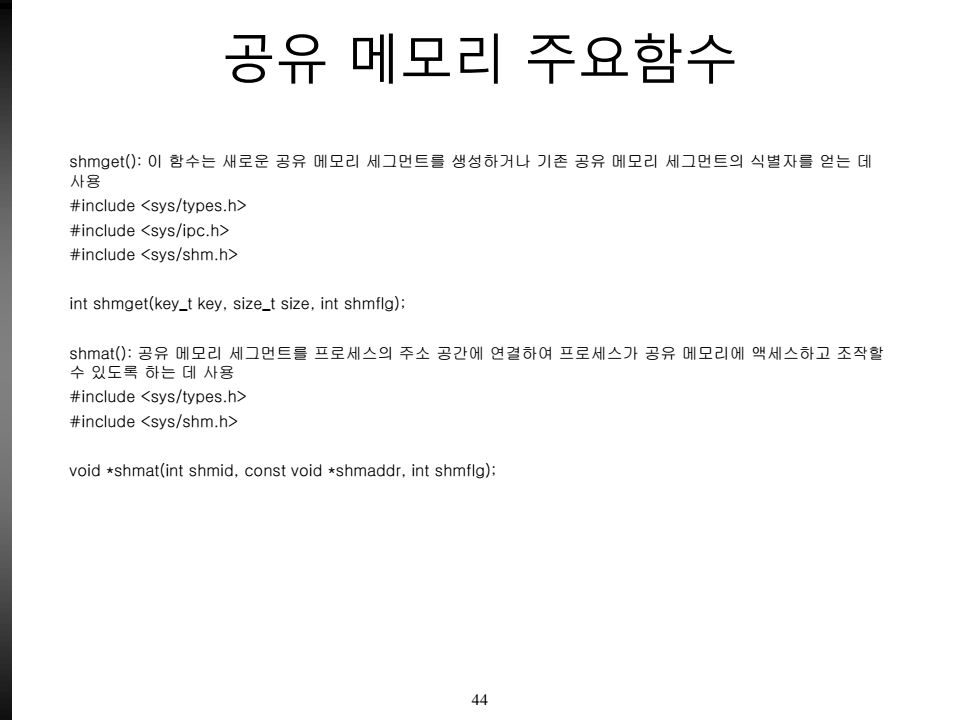 공유 메모리 주요함수
shmget(): 이 함수는 새로운 공유 메모리 세그먼트를 생성하거나 기존 공유 메모리 세그먼트의 식별자를 얻는 데
사용
#include <sys/types.h>
#include <sys/ipc.h>
#include <sys/shm.h>
int shmget(key_t key, size_t size, int shmflg);
shmat(): 공유 메모리 세그먼트를 프로세스의 주소 공간에 연결하여 프로세스가 공유 메모리에 액세스하고 조작할
수 있도록 하는 데 사용
#include <sys/types.h>
#include <sys/shm.h>
void *shmat(int shmid, const void *shmaddr, int shmflg);
44